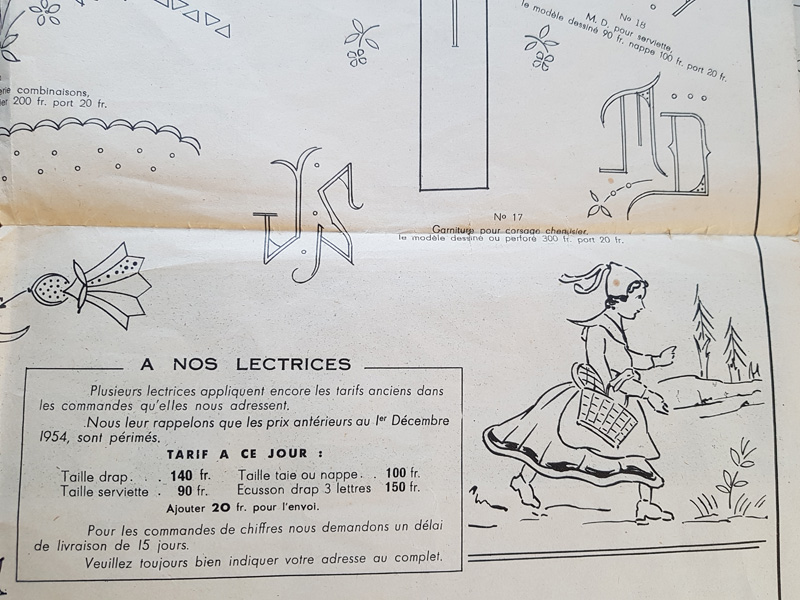 No 18
M. D. pour serviette,
le modèle dessiné 90 fr. nappe 100 fr. port 20 fr.
combinaisons,
200 fr. port 20 fr.
No 17
Garniture pour corsage chemisier.
le modèle dessiné ou perforé 300 fr. port 20 fr.
A NOS LECTRICES
Plusieurs lectrices appliquent encore les tarifs anciens dans
les commandes qu'elles nous adressent.
Nous leur rappelons que les prix antérieurs au 1er Décembre
1954, sont périmés.
TARIF A CE JOUR :
Taille drap. . . 140 fr. Taille taie ou nappe. . 100 fr.
Taille serviette . 90 fr. Ecusson drap 3 lettres 150 fr.
Ajouter 20 fr. pour l'envoi.
Pour les commandes de chiffres nous demandons un délai
de livraison de 15 jours.
Veuillez toujours bien indiquer votre adresse au complet.